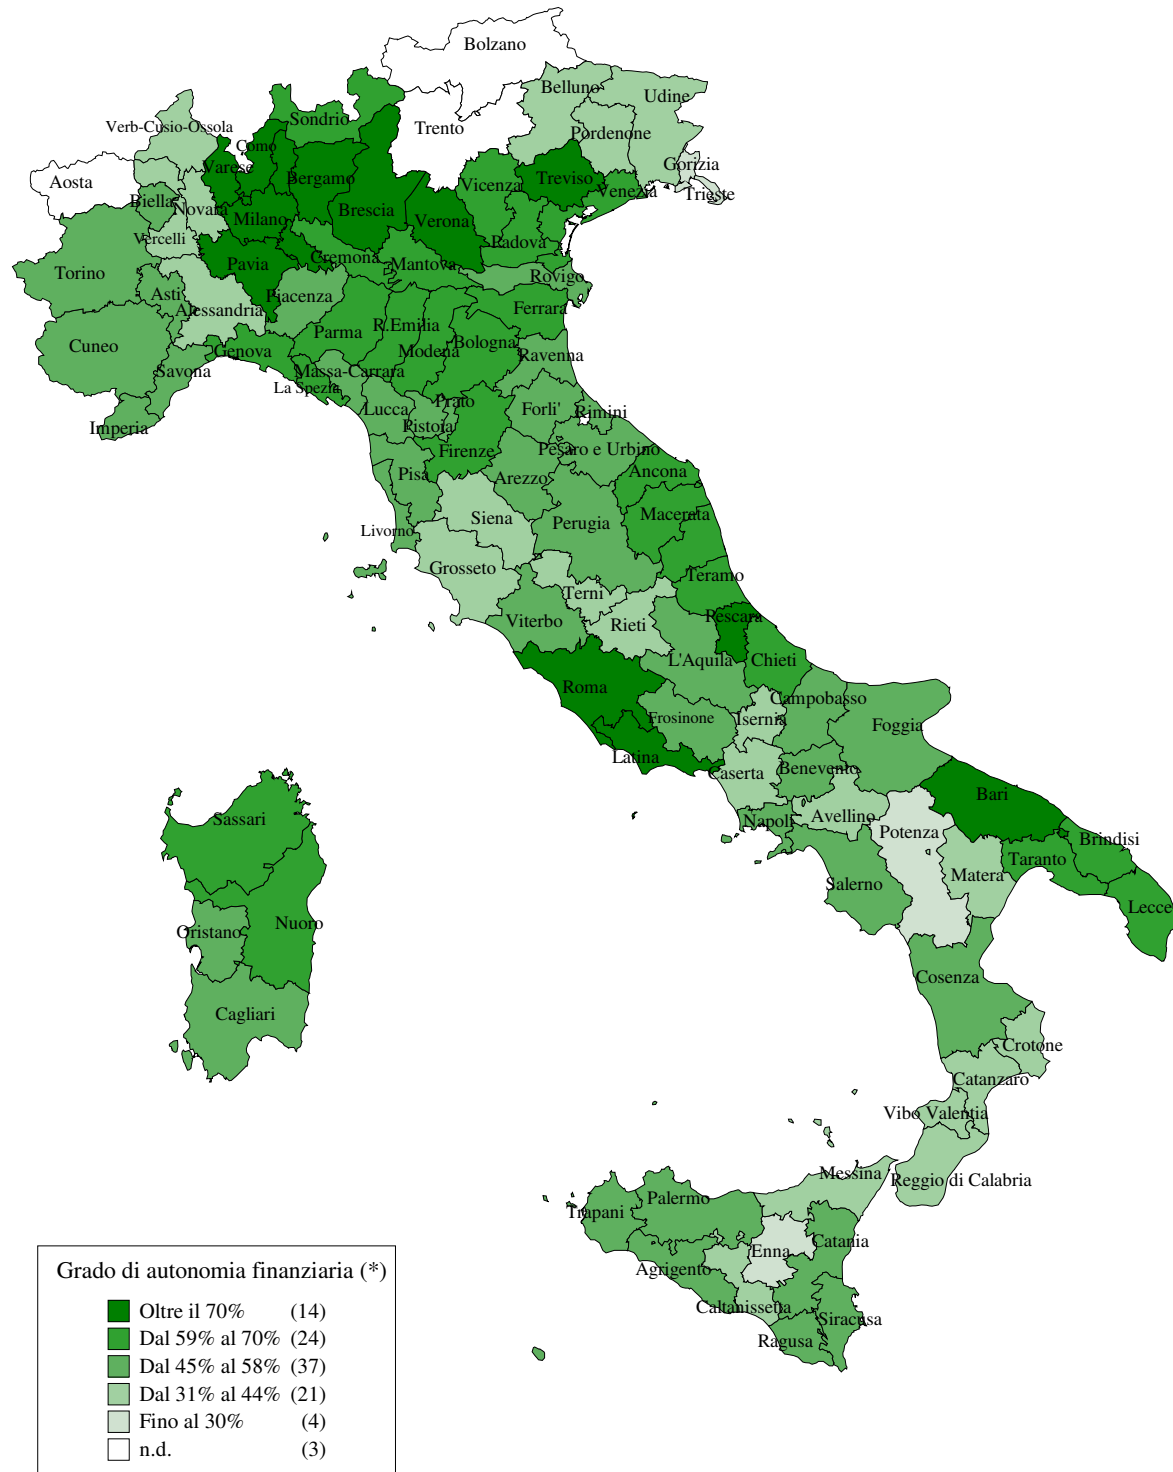 Bolzano
Belluno
Udine
Verb-Cusio-Ossola
Sondrio
Trento
Pordenone
Como
Gorizia
Aosta
Varese
Bergamo
Vicenza
Treviso
Venezia
Trieste
Biella
Novara
Milano
Brescia
Verona
Vercelli
Padova
Torino
Pavia
Cremona
Mantova
Rovigo
Asti
Alessandria
Piacenza
Ferrara
Cuneo
Parma
R.Emilia
Genova
Modena
Bologna
Savona
Massa-Carrara
Ravenna
La Spezia
Imperia
Lucca
Prato
Forli'
Rimini
Pistoia
Firenze
Pesaro e Urbino
Pisa
Arezzo
Ancona
Livorno
Siena
Perugia
Macerata
Grosseto
Terni
Teramo
Viterbo
Rieti
Pescara
L'Aquila
Chieti
Roma
Campobasso
Frosinone
Isernia
Foggia
Latina
Caserta
Benevento
Bari
Napoli
Avellino
Potenza
Brindisi
Sassari
Taranto
Salerno
Matera
Lecce
Nuoro
Oristano
Cosenza
Cagliari
Crotone
Catanzaro
Vibo Valentia
Messina
Reggio di Calabria
Trapani
Palermo
Catania
Enna
Agrigento
Caltanissetta
Siracusa
Ragusa
Grado di autonomia finanziaria (*)
Oltre il 70% (14)
Dal 59% al 70% (24)
Dal 45% al 58% (37)
Dal 31% al 44% (21)
Fino al 30% (4)
n.d. (3)